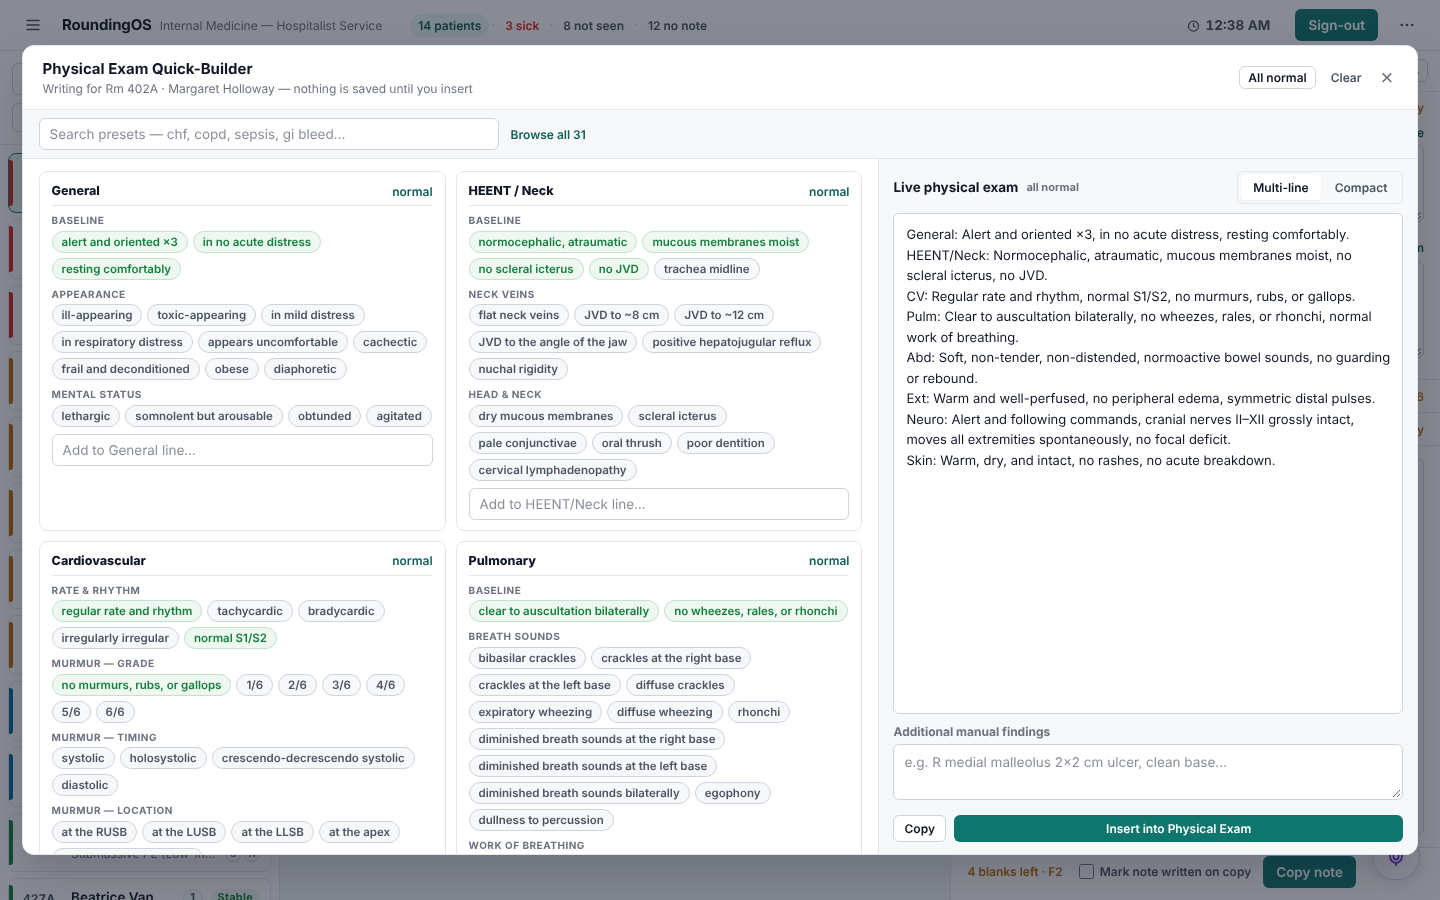 RoundingOS Internal Medicine — Hospitalist Service 14 patients · 3 sick · 8 not seen · 12 no note 12:38 AM Sign-out
Physical Exam Quick-Builder
Writing for Rm 402A · Margaret Holloway — nothing is saved until you insert
All normal Clear
Search presets — chf, copd, sepsis, gi bleed...
Browse all 31
General normal
BASELINE
alert and oriented ×3 in no acute distress
resting comfortably
APPEARANCE
ill-appearing toxic-appearing in mild distress
in respiratory distress appears uncomfortable cachectic
frail and deconditioned obese diaphoretic
MENTAL STATUS
lethargic somnolent but arousable obtunded agitated
Add to General line...
HEENT / Neck normal
BASELINE
normocephalic, atraumatic mucous membranes moist
no scleral icterus no JVD trachea midline
NECK VEINS
flat neck veins JVD to ~8 cm JVD to ~12 cm
JVD to the angle of the jaw positive hepatojugular reflux
nuchal rigidity
HEAD & NECK
dry mucous membranes scleral icterus
pale conjunctivae oral thrush poor dentition
cervical lymphadenopathy
Add to HEENT/Neck line...
Cardiovascular normal
RATE & RHYTHM
regular rate and rhythm tachycardic bradycardic
irregularly irregular normal S1/S2
MURMUR — GRADE
no murmurs, rubs, or gallops 1/6 2/6 3/6 4/6
5/6 6/6
MURMUR — TIMING
systolic holosystolic crescendo-decrescendo systolic
diastolic
MURMUR — LOCATION
at the RUSB at the LUSB at the LLSB at the apex
Pulmonary normal
BASELINE
clear to auscultation bilaterally no wheezes, rales, or rhonchi
BREATH SOUNDS
bibasilar crackles crackles at the right base
crackles at the left base diffuse crackles
expiratory wheezing diffuse wheezing rhonchi
diminished breath sounds at the right base
diminished breath sounds at the left base
diminished breath sounds bilaterally egophony
dullness to percussion
WORK OF BREATHING
Live physical exam all normal Multi-line Compact
General: Alert and oriented ×3, in no acute distress, resting comfortably.
HEENT/Neck: Normocephalic, atraumatic, mucous membranes moist, no
scleral icterus, no JVD.
CV: Regular rate and rhythm, normal S1/S2, no murmurs, rubs, or gallops.
Pulm: Clear to auscultation bilaterally, no wheezes, rales, or rhonchi, normal
work of breathing.
Abd: Soft, non-tender, non-distended, normoactive bowel sounds, no guarding
or rebound.
Ext: Warm and well-perfused, no peripheral edema, symmetric distal pulses.
Neuro: Alert and following commands, cranial nerves II–XII grossly intact,
moves all extremities spontaneously, no focal deficit.
Skin: Warm, dry, and intact, no rashes, no acute breakdown.
Additional manual findings
e.g. R medial malleolus 2×2 cm ulcer, clean base...
Copy Insert into Physical Exam
427A Beatrice Van 1 Stable
4 blanks left · F2 Mark note written on copy Copy note